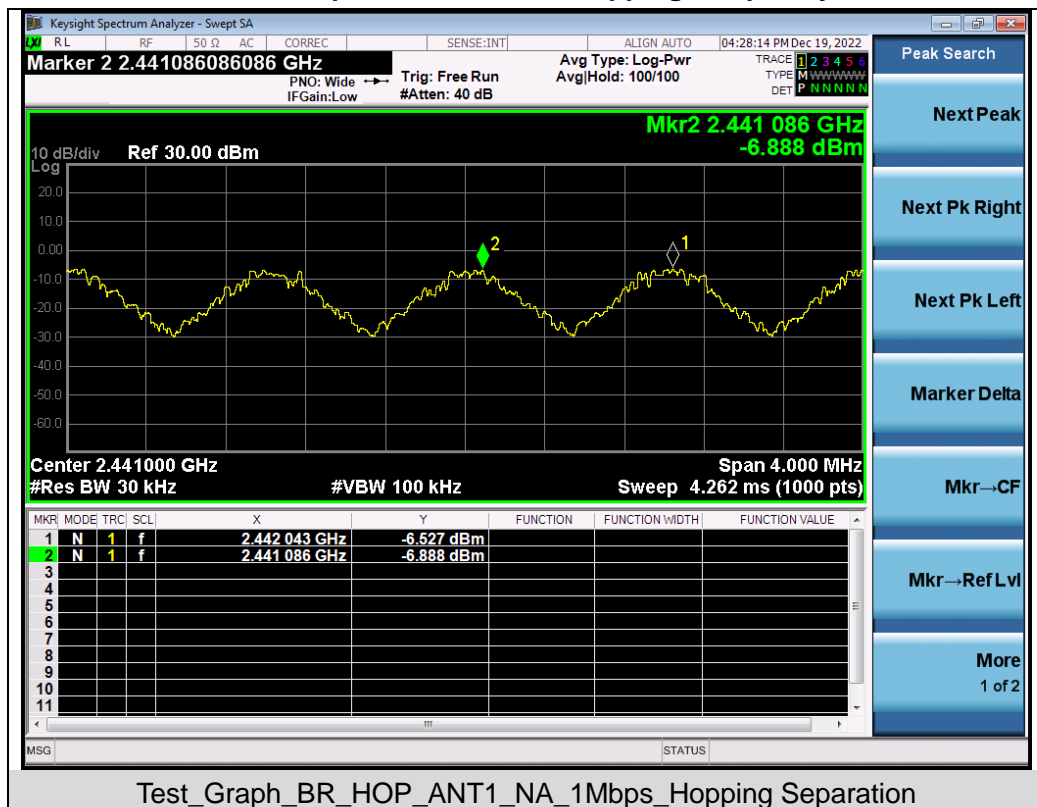 Keysight Spectrum Analyzer - Swept SA
LXI RL RF 50 Ω AC CORREC SENSE:INT ALIGN AUTO 04:28:14 PM Dec 19, 2022
Marker 2 2.441086086086 GHz
PNO: Wide
IFGain:Low
Trig: Free Run
#Atten: 40 dB
Avg Type: Log-Pwr
Avg|Hold: 100/100
TRACE 1 2 3 4 5 6
TYPE M WWWWW
DET P N N N N N
Mkr2 2.441 086 GHz
-6.888 dBm
10 dB/div Ref 30.00 dBm
Log
20.0
10.0
0.00
-10.0
-20.0
-30.0
-40.0
-50.0
-60.0
2
1
Center 2.441000 GHz Span 4.000 MHz
#Res BW 30 kHz #VBW 100 kHz Sweep 4.262 ms (1000 pts)
MKR MODE TRC SCL X Y FUNCTION FUNCTION WIDTH FUNCTION VALUE
1 N 1 f 2.442 043 GHz -6.527 dBm
2 N 1 f 2.441 086 GHz -6.888 dBm
3
4
5
6
7
8
9
10
11
MSG STATUS
Peak Search
Next Peak
Next Pk Right
Next Pk Left
Marker Delta
Mkr→CF
Mkr→Ref Lvl
More
1 of 2
Test_Graph_BR_HOP_ANT1_NA_1Mbps_Hopping Separation